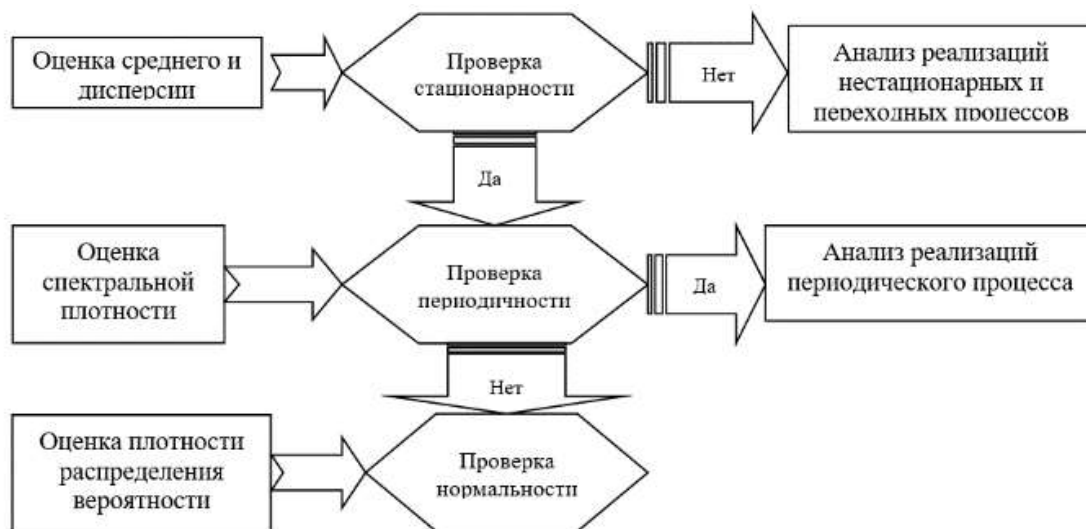 Оценка среднего и
дисперсии
Проверка
стационарности
Нет
Анализ реализаций
нестационарных и
переходных процессов
Да
Оценка
спектральной
плотности
Проверка
периодичности
Да
Анализ реализаций
периодического процесса
Нет
Оценка плотности
распределения
вероятности
Проверка
нормальности